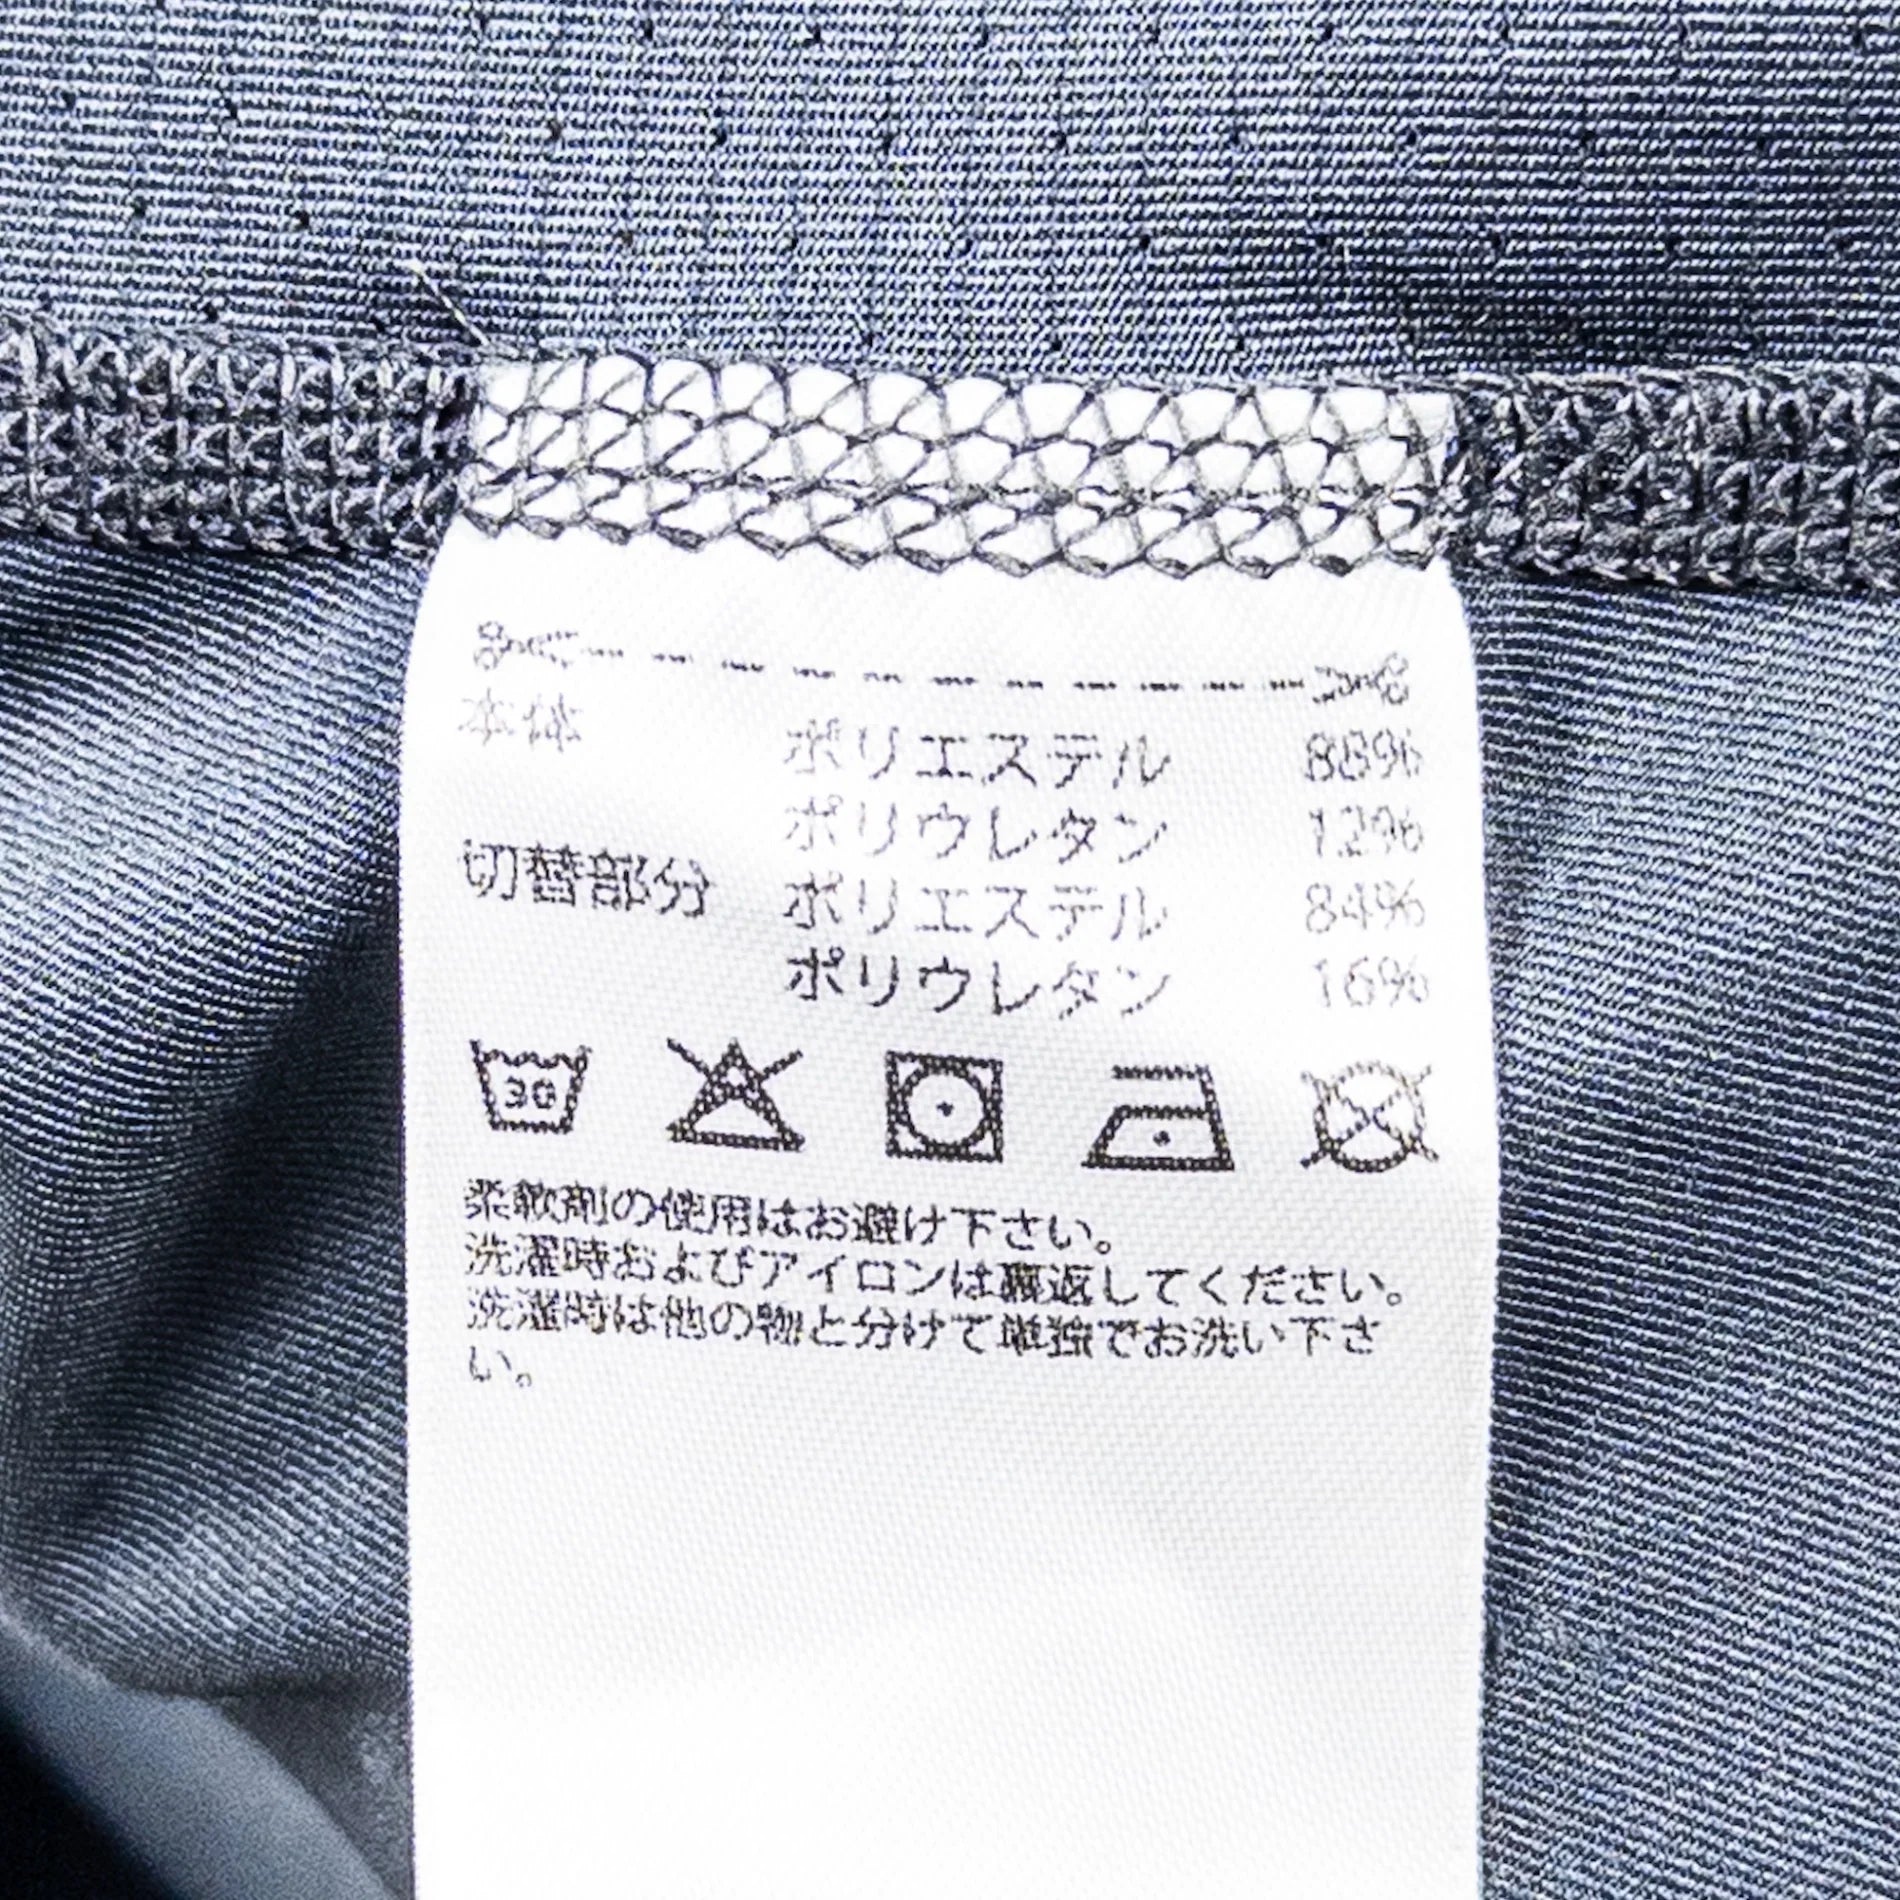 本体 ポリエステル 88%
ポリウレタン 12%
切替部分 ポリエステル 84%
ポリウレタン 16%
30
柔軟剤の使用はお避け下さい。
洗濯時およびアイロンは裏返してください。
洗濯時は他の物と分けて単独でお洗い下さ
い。